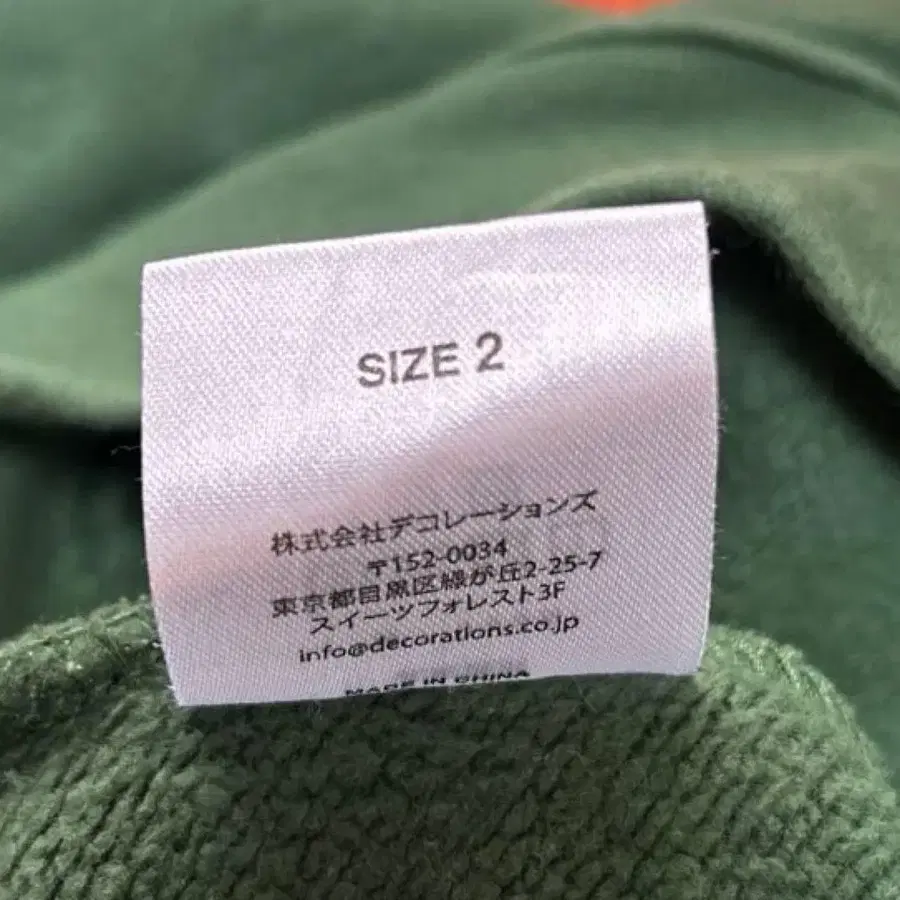 SIZE 2
株式会社デコレーションズ
〒152-0034
東京都目黒区緑が丘2-25-7
スイーツフォレスト3F
info@decorations.co.jp
MADE IN CHINA